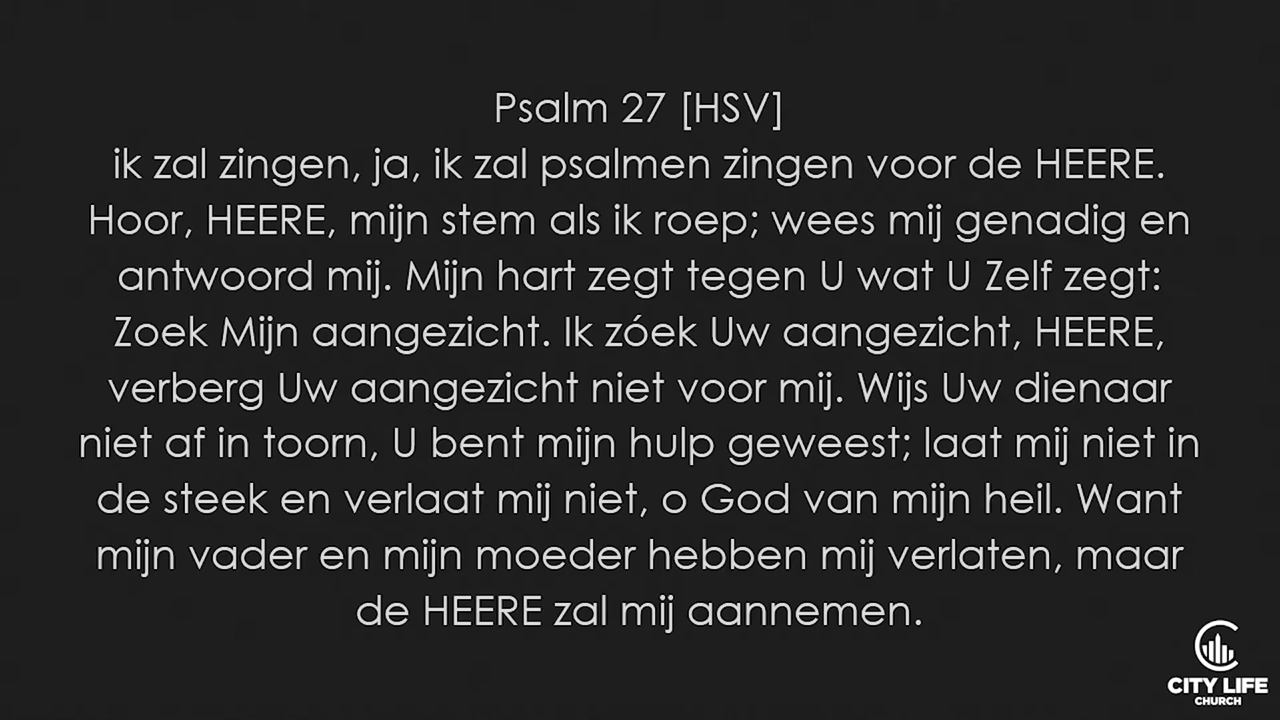 Psalm 27 [HSV]
ik zal zingen, ja, ik zal psalmen zingen voor de HEERE.
Hoor, HEERE, mijn stem als ik roep; wees mij genadig en
antwoord mij. Mijn hart zegt tegen U wat U Zelf zegt:
Zoek Mijn aangezicht. Ik zóek Uw aangezicht, HEERE,
verberg Uw aangezicht niet voor mij. Wijs Uw dienaar
niet af in toorn, U bent mijn hulp geweest; laat mij niet in
de steek en verlaat mij niet, o God van mijn heil. Want
mijn vader en mijn moeder hebben mij verlaten, maar
de HEERE zal mij aannemen.
CITY LIFE
CHURCH